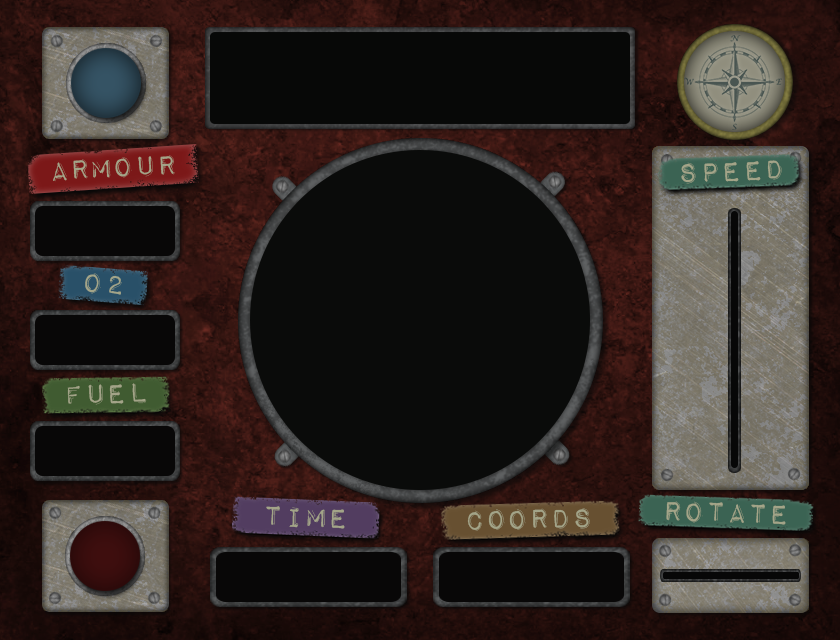 N
W E
S
ARMOUR
SPEED
O2
FUEL
TIME
COORDS
ROTATE